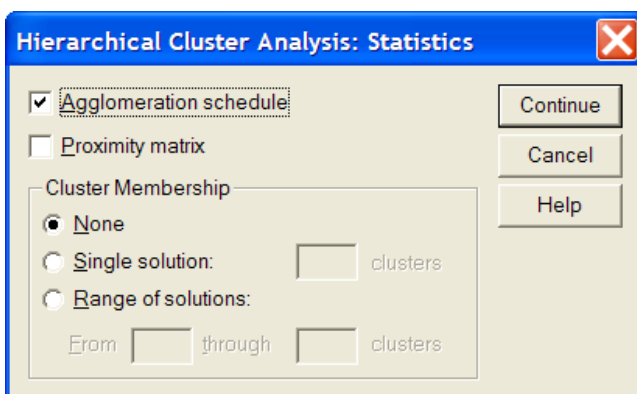 Hierarchical Cluster Analysis: Statistics
Agglomeration schedule
Continue
Proximity matrix
Cancel
Cluster Membership
Help
None
Single solution: clusters
Range of solutions:
From through clusters